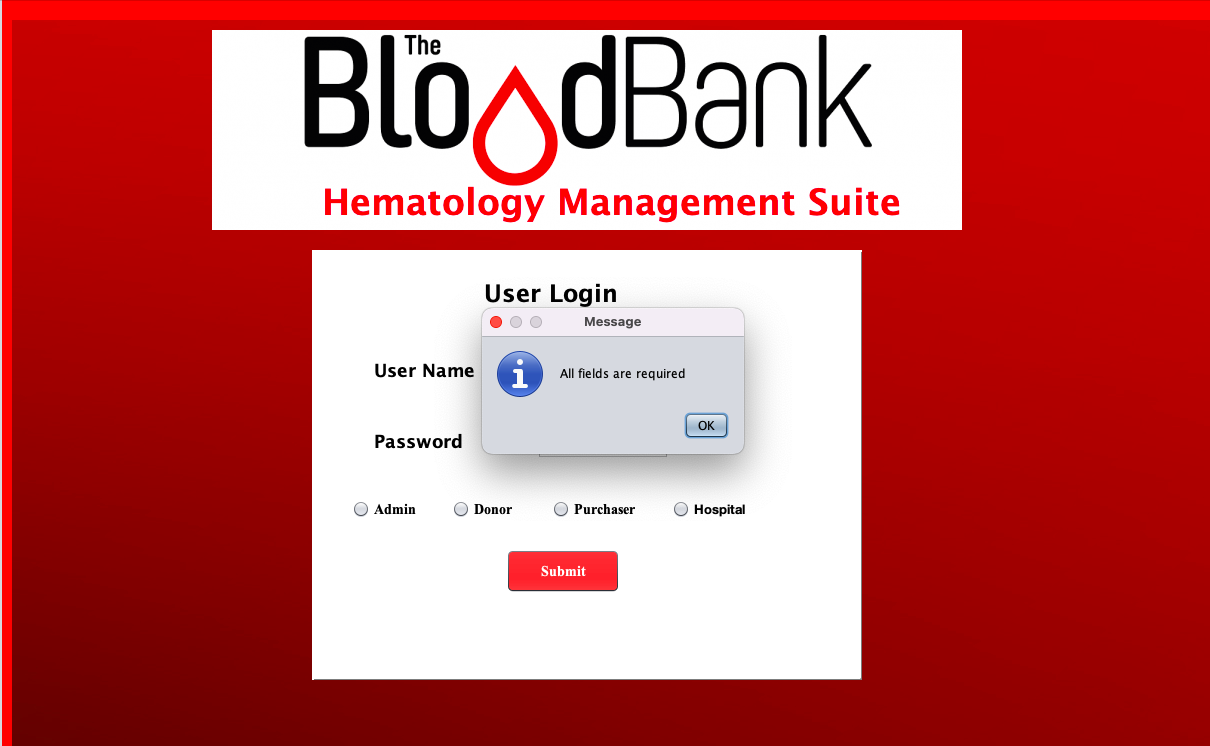 The
BloodBank
Hematology Management Suite
User Login
Message
All fields are required
OK
User Name
Password
Admin Donor Purchaser Hospital
Submit